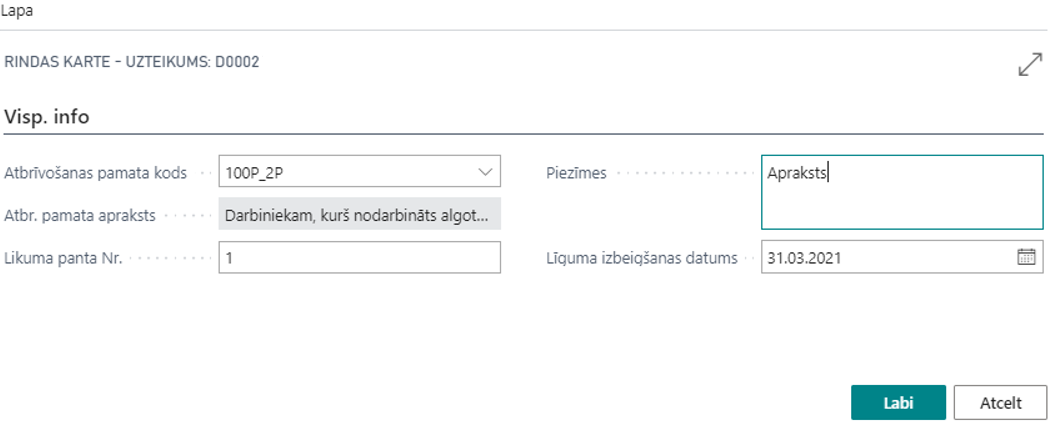 Lapa
RINDAS KARTE - UZTEIKUMS: D0002
Visp. info
Atbrīvošanas pamata kods
100P_2P
Piezīmes
Apraksts
Atbr. pamata apraksts
Darbiniekam, kurš nodarbināts algot...
Likuma panta Nr.
1
Līguma izbeigšanas datums
31.03.2021
Labi
Atcelt